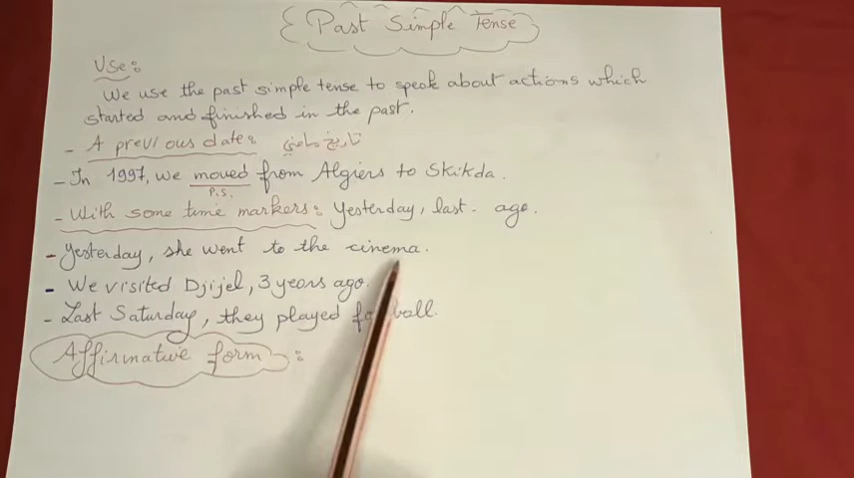 Past Simple Tense
Use:
We use the past simple tense to speak about actions which
started and finished in the past.
- A previous date: تاريخ ماضي
- In 1997, we moved from Algiers to Skikda.
P.S.
- With some time markers: Yesterday, last - ago.
- Yesterday, she went to the cinema.
- We visited Djijel, 3 years ago.
- Last Saturday, they played ball.
Affirmative form :